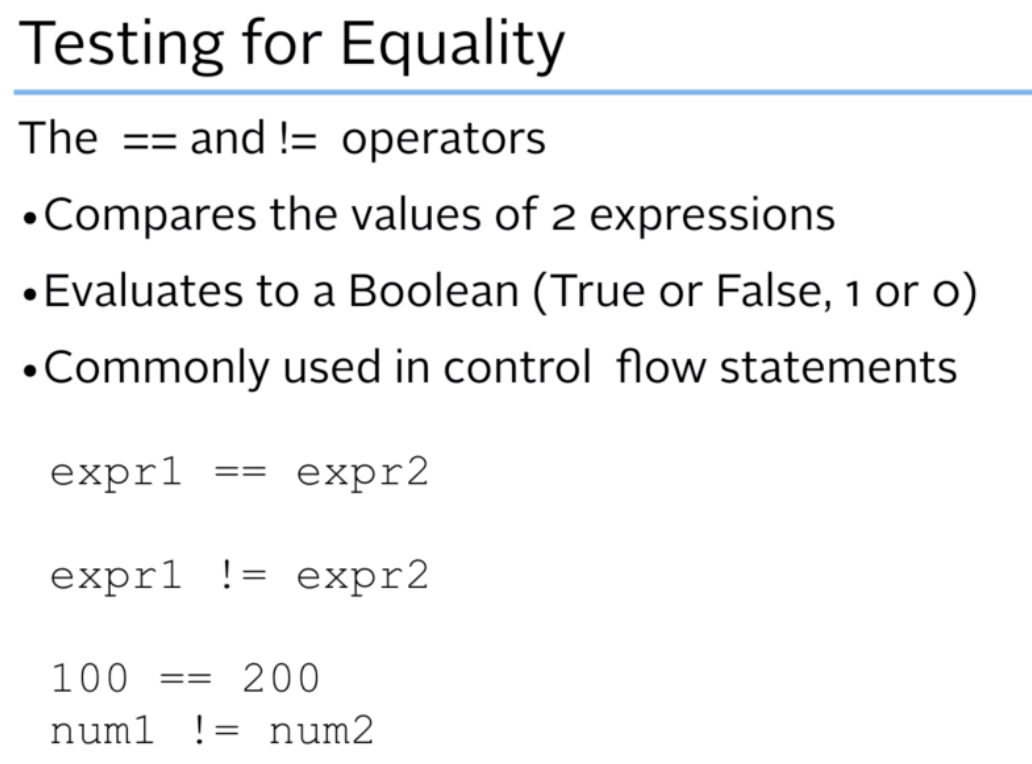 Testing for Equality
The == and != operators
•Compares the values of 2 expressions
•Evaluates to a Boolean (True or False, 1 or 0)
•Commonly used in control flow statements
expr1 == expr2
expr1 != expr2
100 == 200
num1 != num2